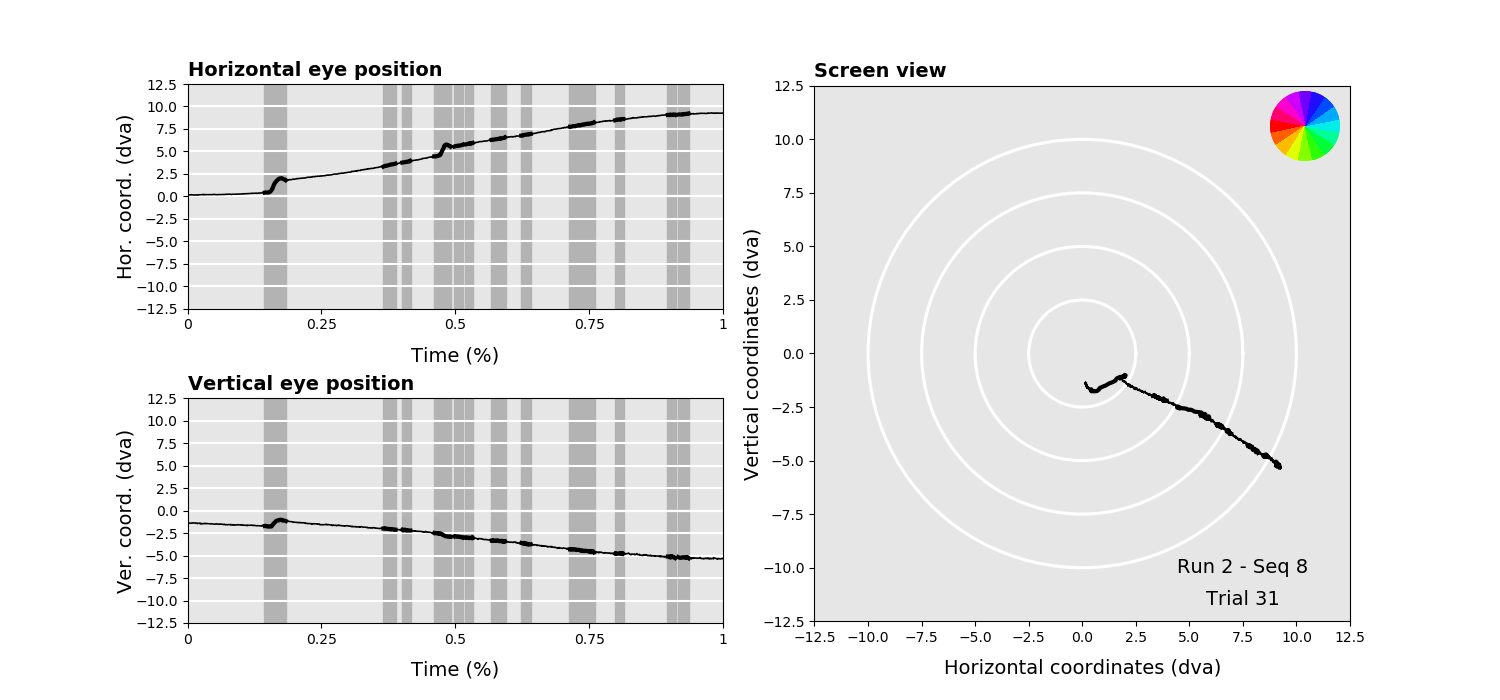 Horizontal eye position
Hor. coord. (dva)
12.5
10.0
7.5
5.0
2.5
0.0
−2.5
−5.0
−7.5
−10.0
−12.5
0 0.25 0.5 0.75 1
Time (%)
Vertical eye position
Ver. coord. (dva)
12.5
10.0
7.5
5.0
2.5
0.0
−2.5
−5.0
−7.5
−10.0
−12.5
0 0.25 0.5 0.75 1
Time (%)
Screen view
Vertical coordinates (dva)
12.5
10.0
7.5
5.0
2.5
0.0
−2.5
−5.0
−7.5
−10.0
−12.5
Run 2 - Seq 8
Trial 31
−12.5 −10.0 −7.5 −5.0 −2.5 0.0 2.5 5.0 7.5 10.0 12.5
Horizontal coordinates (dva)